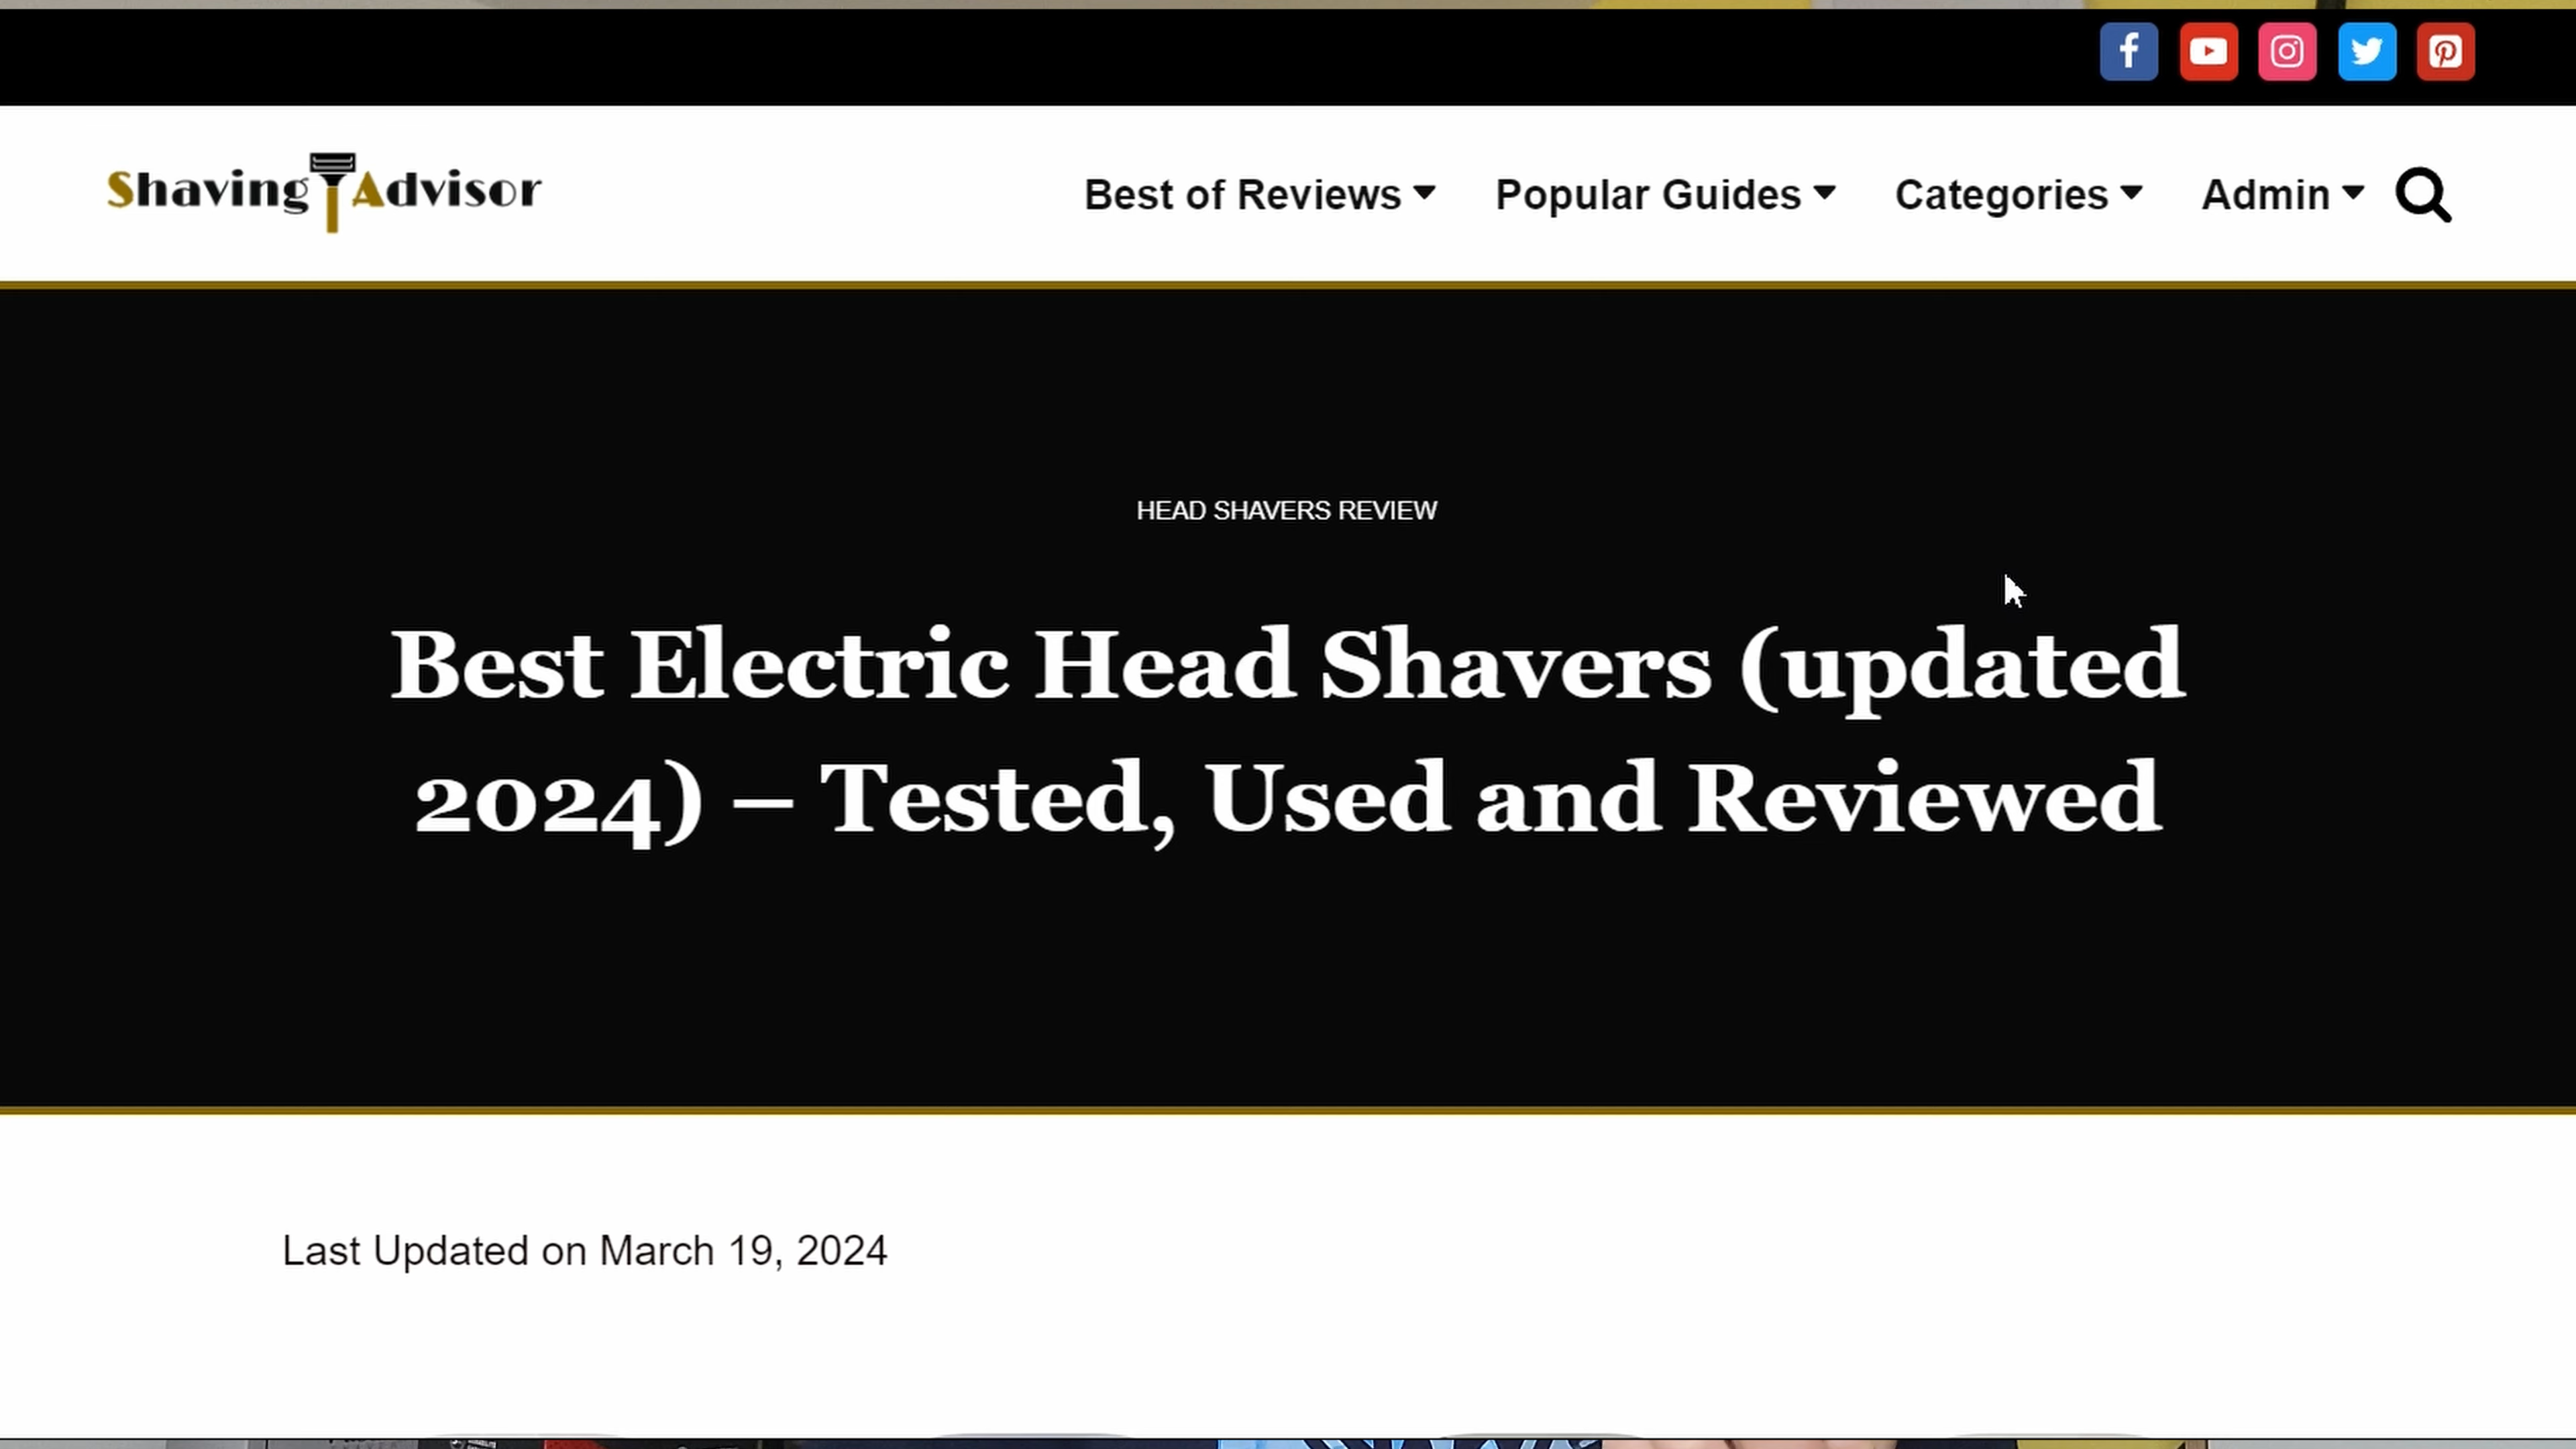 Shaving Advisor
Best of Reviews
Popular Guides
Categories
Admin
HEAD SHAVERS REVIEW
Best Electric Head Shavers (updated
2024) – Tested, Used and Reviewed
Last Updated on March 19, 2024